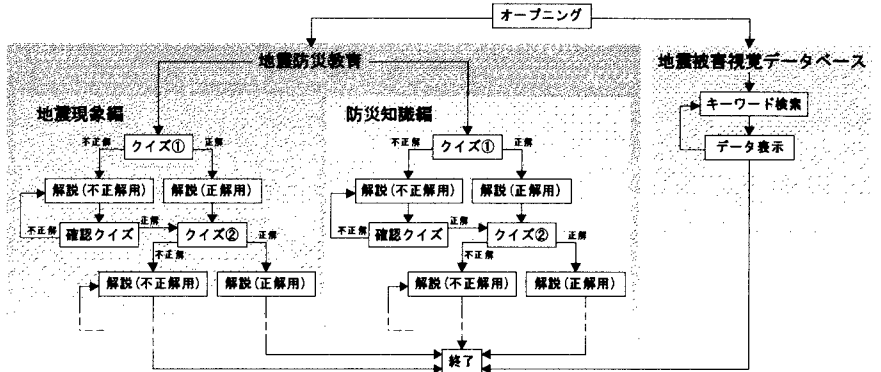 オープニング
地震防災教育
地震被害視覚データベース
キーワード検索
データ表示
地震現象編
不正解
クイズ①
正解
解説(不正解用)
解説(正解用)
不正解
確認クイズ
正解
クイズ②
不正解
正解
解説(不正解用)
解説(正解用)
防災知識編
不正解
クイズ①
正解
解説(不正解用)
解説(正解用)
不正解
確認クイズ
正解
クイズ②
不正解
正解
解説(不正解用)
解説(正解用)
終了